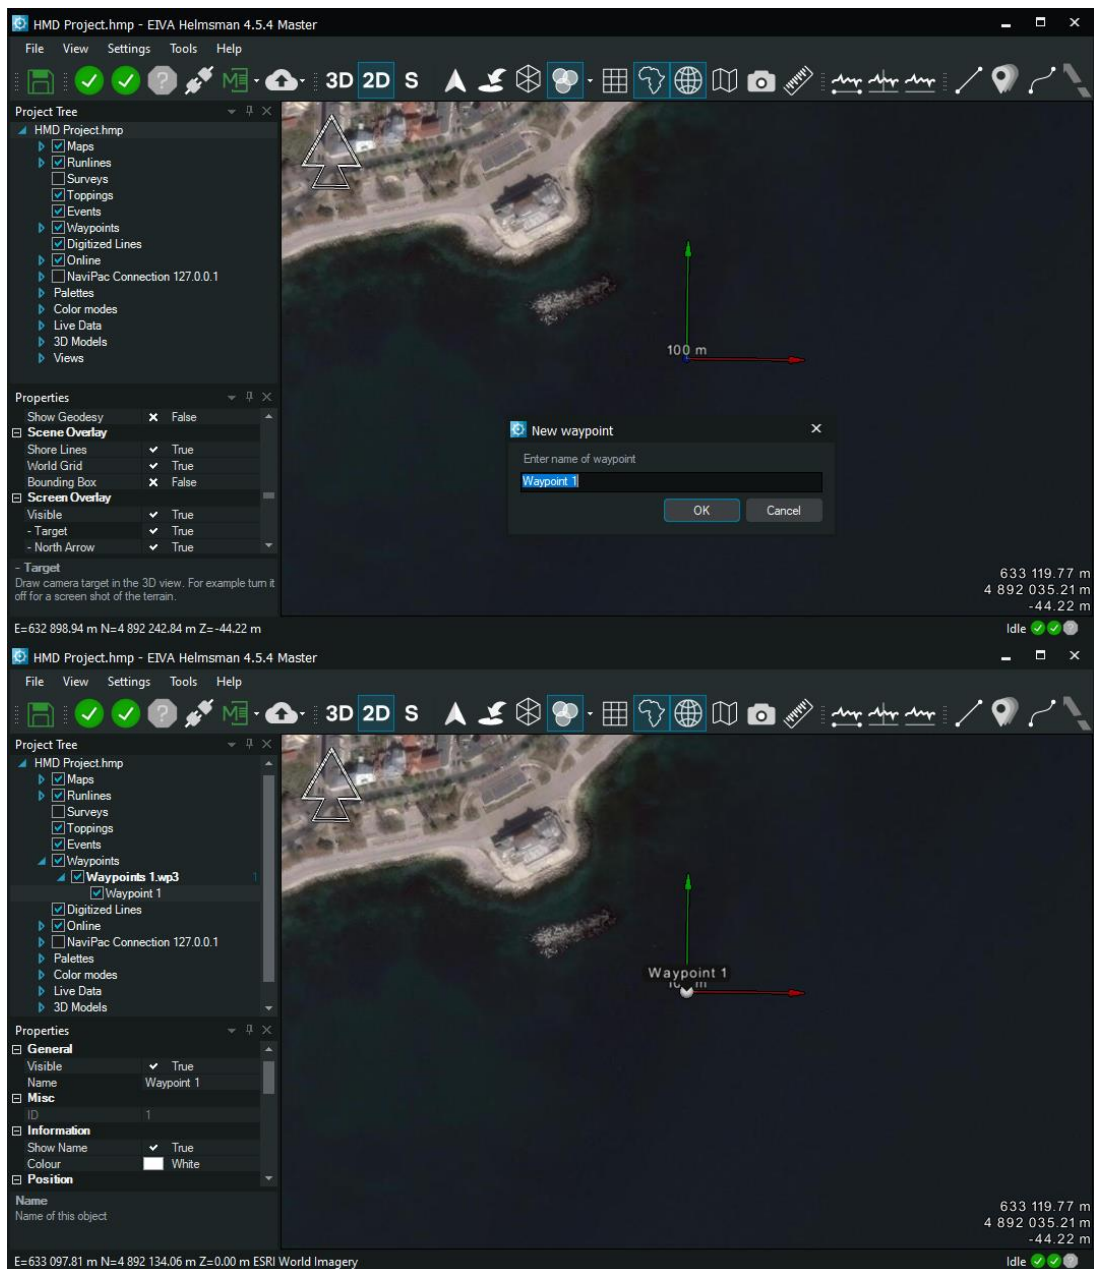 HMD Project.hmp - EIVA Helmsman 4.5.4 Master
File View Settings Tools Help
3D 2D S
Project Tree
HMD Project.hmp
Maps
Runlines
Surveys
Toppings
Events
Waypoints
Digitized Lines
Online
NaviPac Connection 127.0.0.1
Palettes
Color modes
Live Data
3D Models
Views
100 m
Properties
Show Geodesy False
Scene Overlay
Shore Lines True
World Grid True
Bounding Box False
Screen Overlay
Visible True
- Target True
- North Arrow True
- Target
Draw camera target in the 3D view. For example turn it
off for a screen shot of the terrain.
New waypoint
Enter name of waypoint
Waypoint 1
OK Cancel
633 119.77 m
4 892 035.21 m
-44.22 m
E=632 898.94 m N=4 892 242.84 m Z=-44.22 m
Idle
HMD Project.hmp - EIVA Helmsman 4.5.4 Master
File View Settings Tools Help
3D 2D S
Project Tree
HMD Project.hmp
Maps
Runlines
Surveys
Toppings
Events
Waypoints
Waypoints 1.wp3 1
Waypoint 1
Digitized Lines
Online
NaviPac Connection 127.0.0.1
Palettes
Color modes
Live Data
3D Models
Waypoint 1
Properties
General
Visible True
Name Waypoint 1
Misc
ID 1
Information
Show Name True
Colour White
Position
Name
Name of this object
633 119.77 m
4 892 035.21 m
-44.22 m
E=633 097.81 m N=4 892 134.06 m Z=0.00 m ESRI World Imagery
Idle